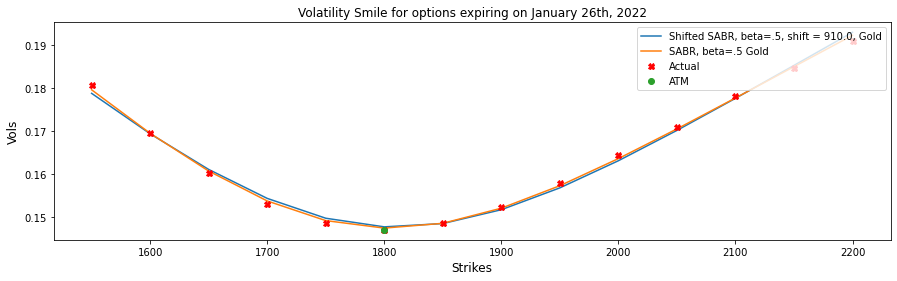 Volatility Smile for options expiring on January 26th, 2022
Shifted SABR, beta=.5, shift = 910.0, Gold
SABR, beta=.5 Gold
Actual
ATM
0.19
0.18
0.17
0.16
0.15
Vols
1600
1700
1800
1900
2000
2100
2200
Strikes